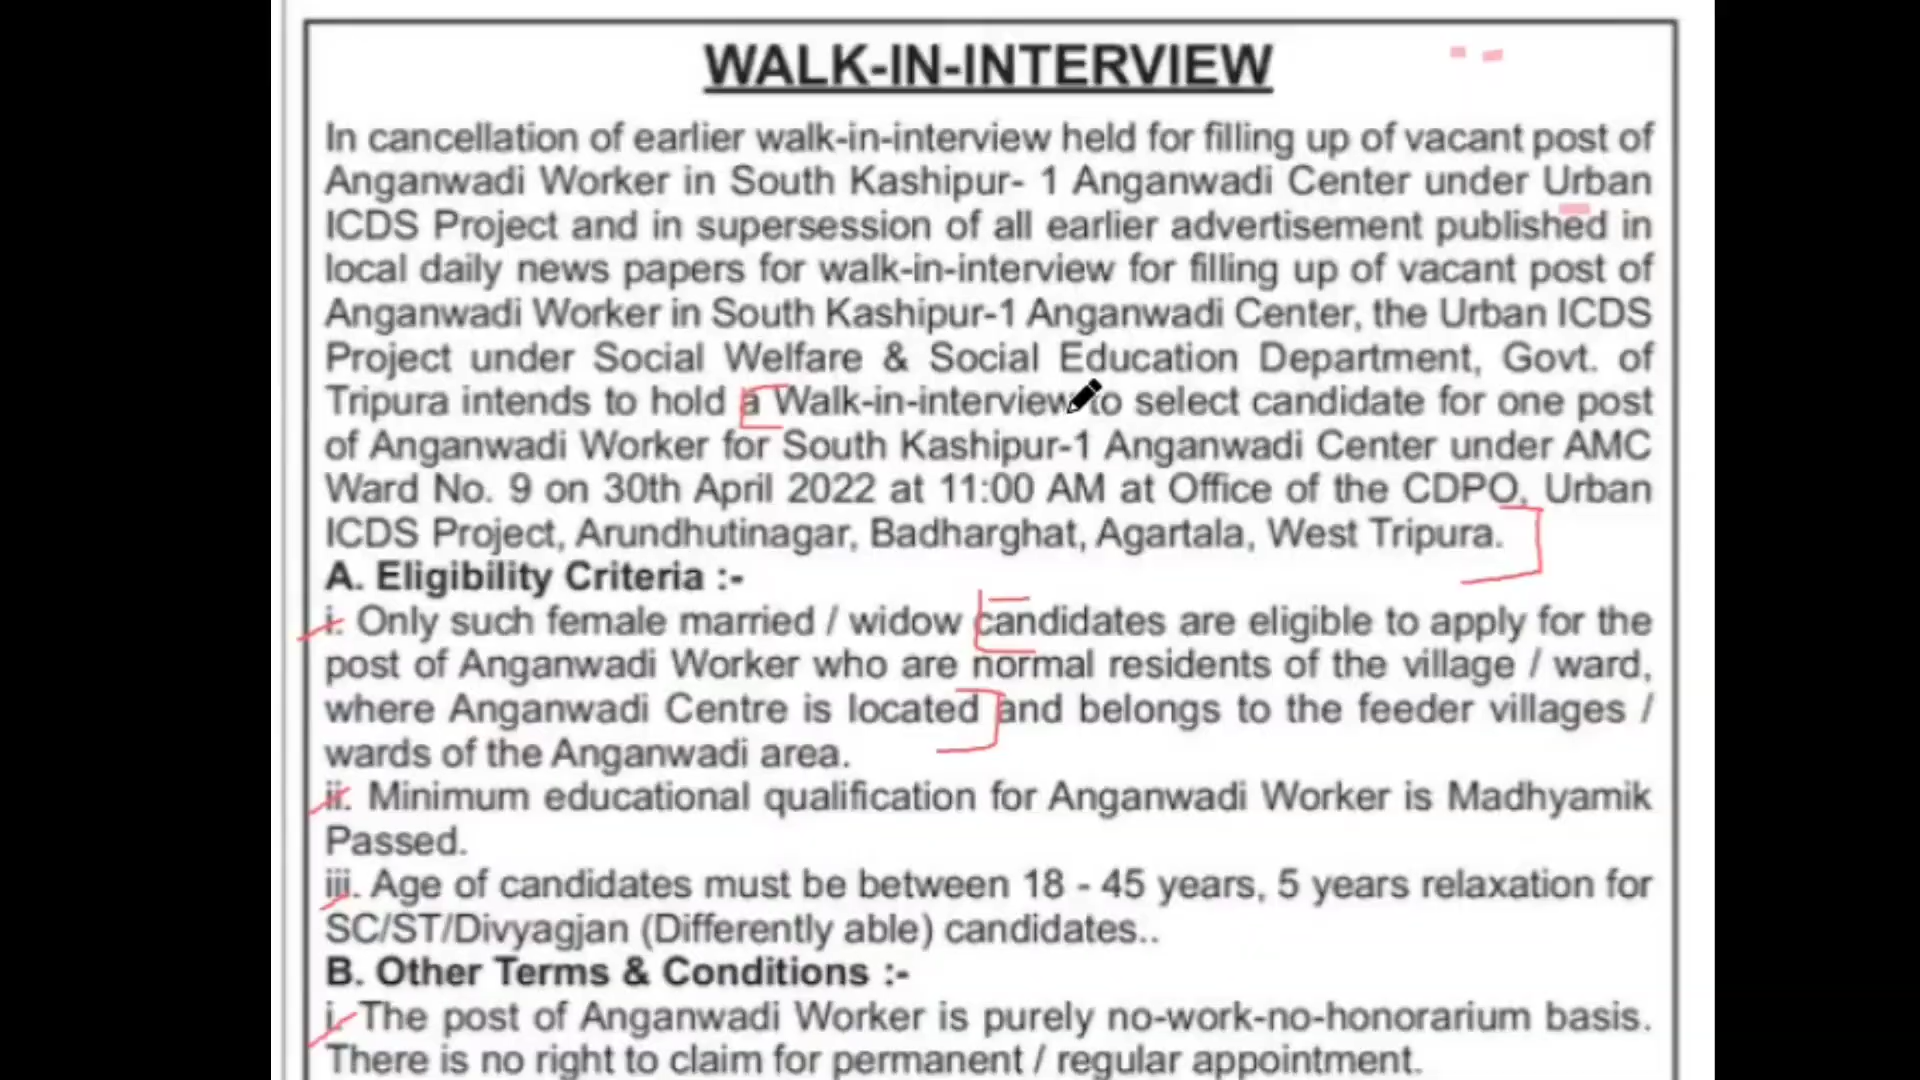 WALK-IN-INTERVIEW
In cancellation of earlier walk-in-interview held for filling up of vacant post of
Anganwadi Worker in South Kashipur- 1 Anganwadi Center under Urban
ICDS Project and in supersession of all earlier advertisement published in
local daily news papers for walk-in-interview for filling up of vacant post of
Anganwadi Worker in South Kashipur-1 Anganwadi Center, the Urban ICDS
Project under Social Welfare & Social Education Department, Govt. of
Tripura intends to hold a Walk-in-interview to select candidate for one post
of Anganwadi Worker for South Kashipur-1 Anganwadi Center under AMC
Ward No. 9 on 30th April 2022 at 11:00 AM at Office of the CDPO, Urban
ICDS Project, Arundhutinagar, Badharghat, Agartala, West Tripura.
A. Eligibility Criteria :-
i. Only such female married / widow candidates are eligible to apply for the
post of Anganwadi Worker who are normal residents of the village / ward,
where Anganwadi Centre is located and belongs to the feeder villages /
wards of the Anganwadi area.
ii. Minimum educational qualification for Anganwadi Worker is Madhyamik
Passed.
iii. Age of candidates must be between 18 - 45 years, 5 years relaxation for
SC/ST/Divyagjan (Differently able) candidates..
B. Other Terms & Conditions :-
i. The post of Anganwadi Worker is purely no-work-no-honorarium basis.
There is no right to claim for permanent / regular appointment.